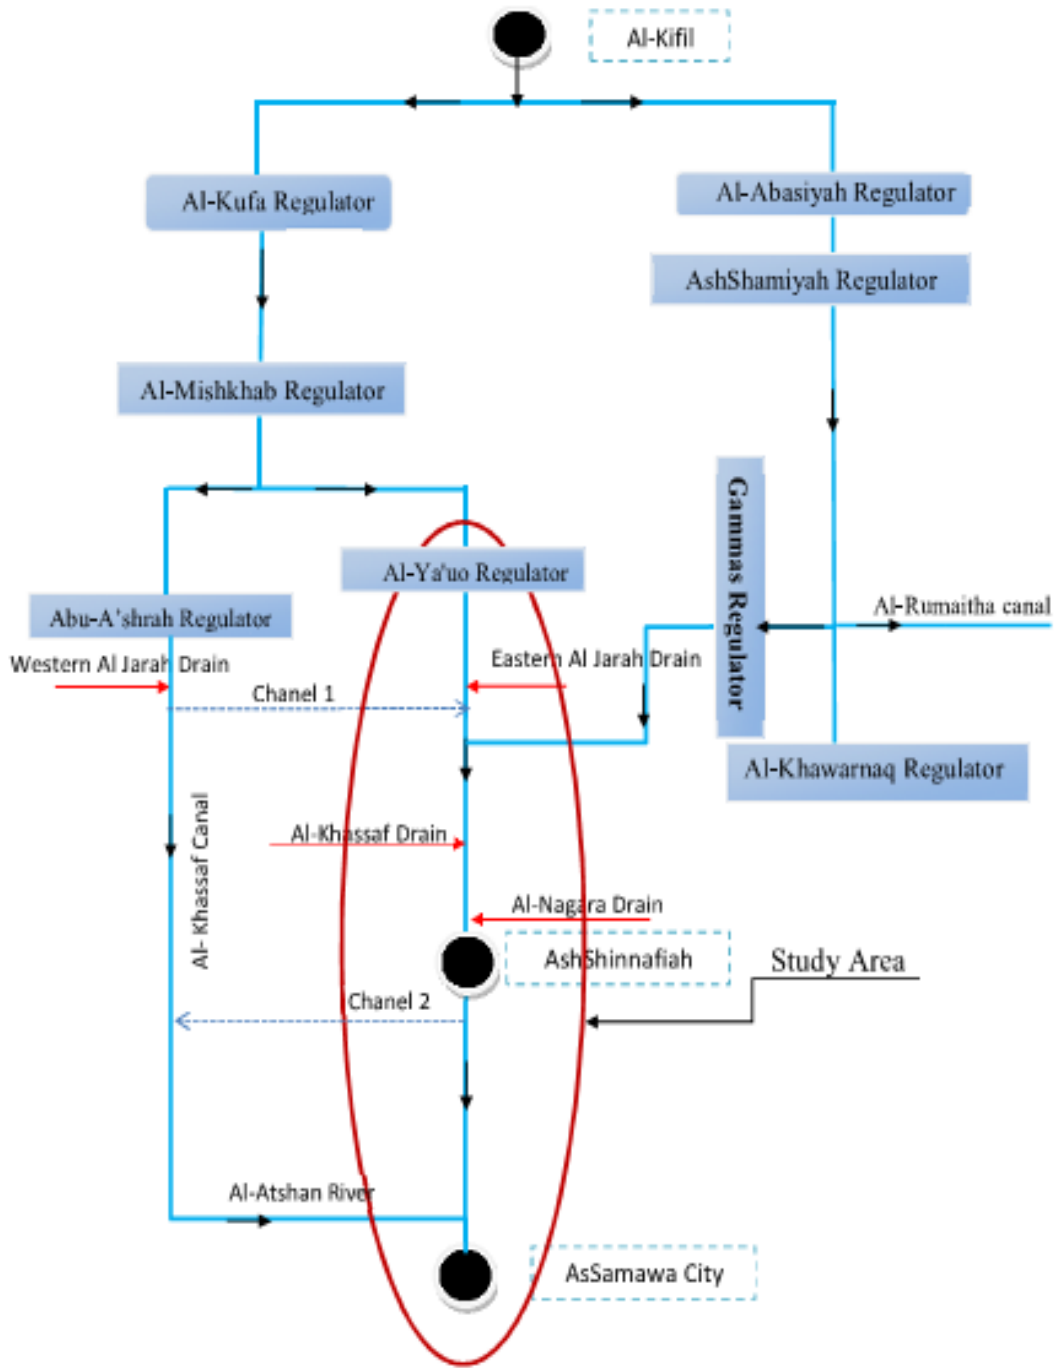 Al-Kifil
Al-Kufa Regulator
Al-Abasiyah Regulator
AshShamiyah Regulator
Al-Mishkhab Regulator
Gammas Regulator
Al-Ya'uo Regulator
Abu-A'shrah Regulator
Al-Rumaitha canal
Western Al Jarah Drain
Eastern Al Jarah Drain
Chanel 1
Al-Khawarnaq Regulator
Al-Khassaf Drain
Al- Khassaf Canal
Al-Nagara Drain
AshShinnafiah
Study Area
Chanel 2
Al-Atshan River
AsSamawa City